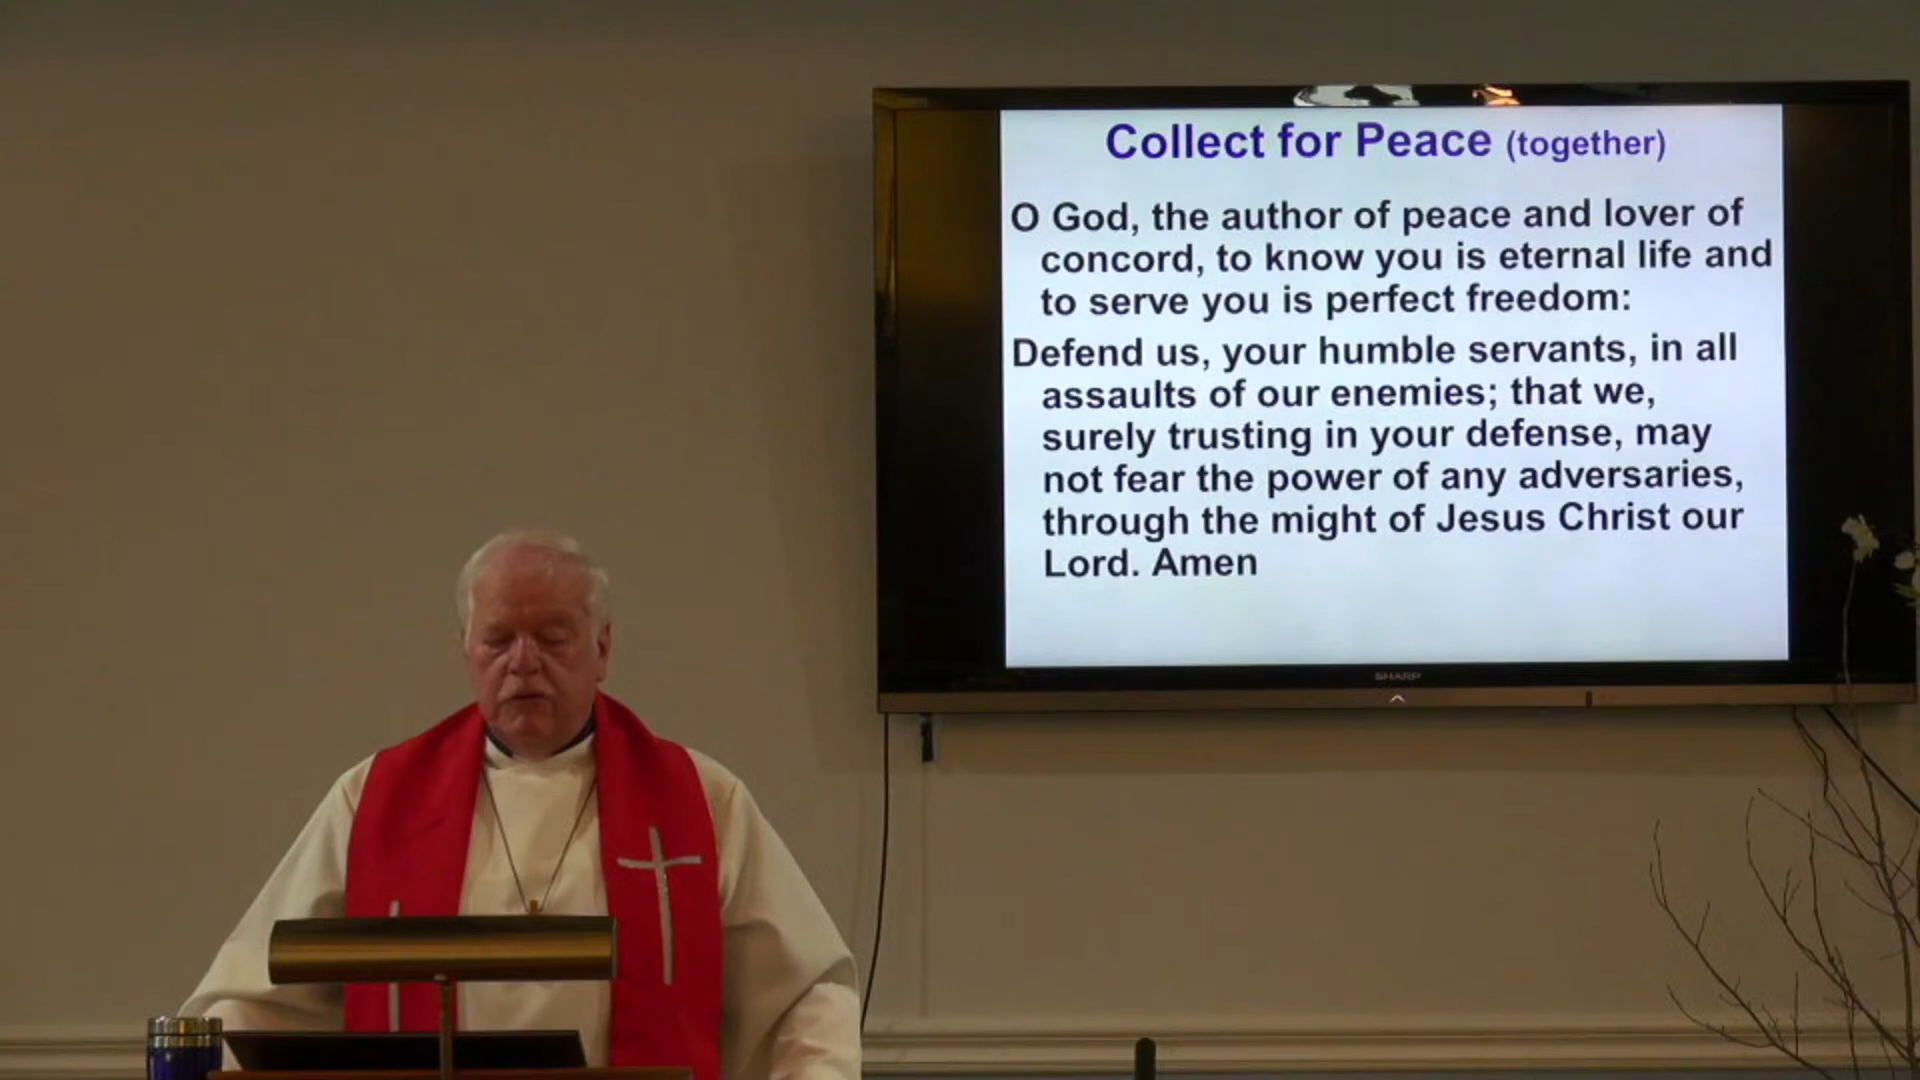 Collect for Peace (together)
O God, the author of peace and lover of
concord, to know you is eternal life and
to serve you is perfect freedom:
Defend us, your humble servants, in all
assaults of our enemies; that we,
surely trusting in your defense, may
not fear the power of any adversaries,
through the might of Jesus Christ our
Lord. Amen
SHARP